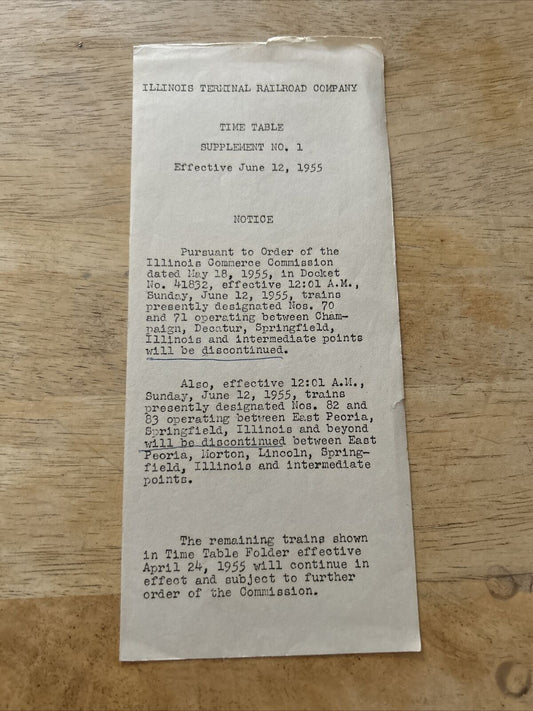 ILLINOIS TERMINAL RAILROAD COMPANY
TIME TABLE
SUPPLEMENT NO. 1
Effective June 12, 1955
NOTICE
Pursuant to Order of the
Illinois Commerce Commission
dated May 18, 1955, in Docket
No. 41832, effective 12:01 A.M.,
Sunday, June 12, 1955, trains
presently designated Nos. 70
and 71 operating between Cham-
paign, Decatur, Springfield,
Illinois and intermediate points
will be discontinued.
Also, effective 12:01 A.M.,
Sunday, June 12, 1955, trains
presently designated Nos. 82 and
83 operating between East Peoria,
Springfield, Illinois and beyond
will be discontinued between East
Peoria, Morton, Lincoln, Spring-
field, Illinois and intermediate
points.
The remaining trains shown
in Time Table Folder effective
April 24, 1955 will continue in
effect and subject to further
order of the Commission.